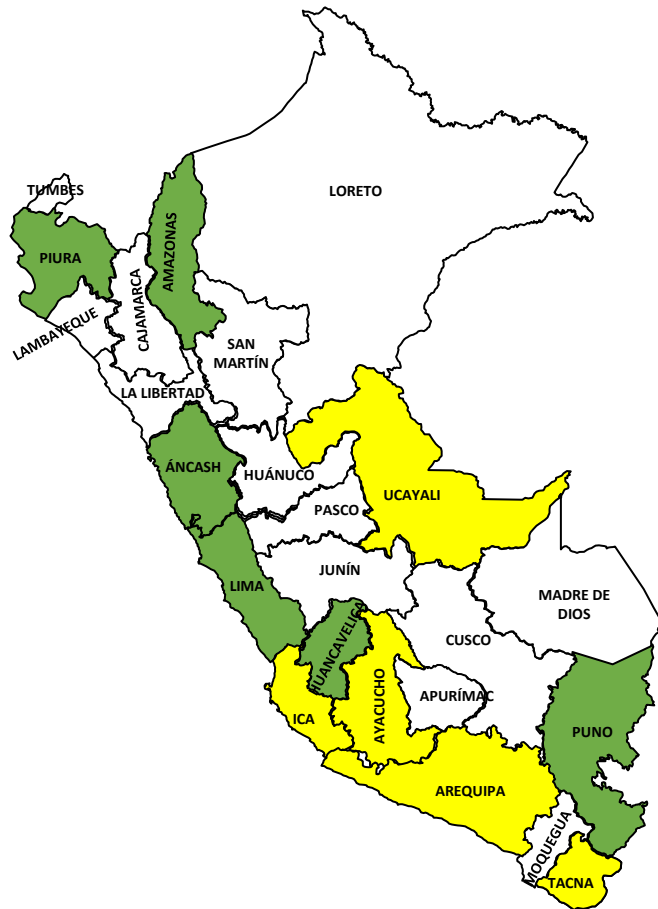 TUMBES
LORETO
PIURA
AMAZONAS
CAJAMARCA
LAMBAYEQUE
SAN
MARTÍN
LA LIBERTAD
ÁNCASH
HUÁNUCO
UCAYALI
PASCO
JUNÍN
LIMA
MADRE DE
DIOS
HUANCAVELICA
CUSCO
APURÍMAC
AYACUCHO
ICA
PUNO
AREQUIPA
MOQUEGUA
TACNA